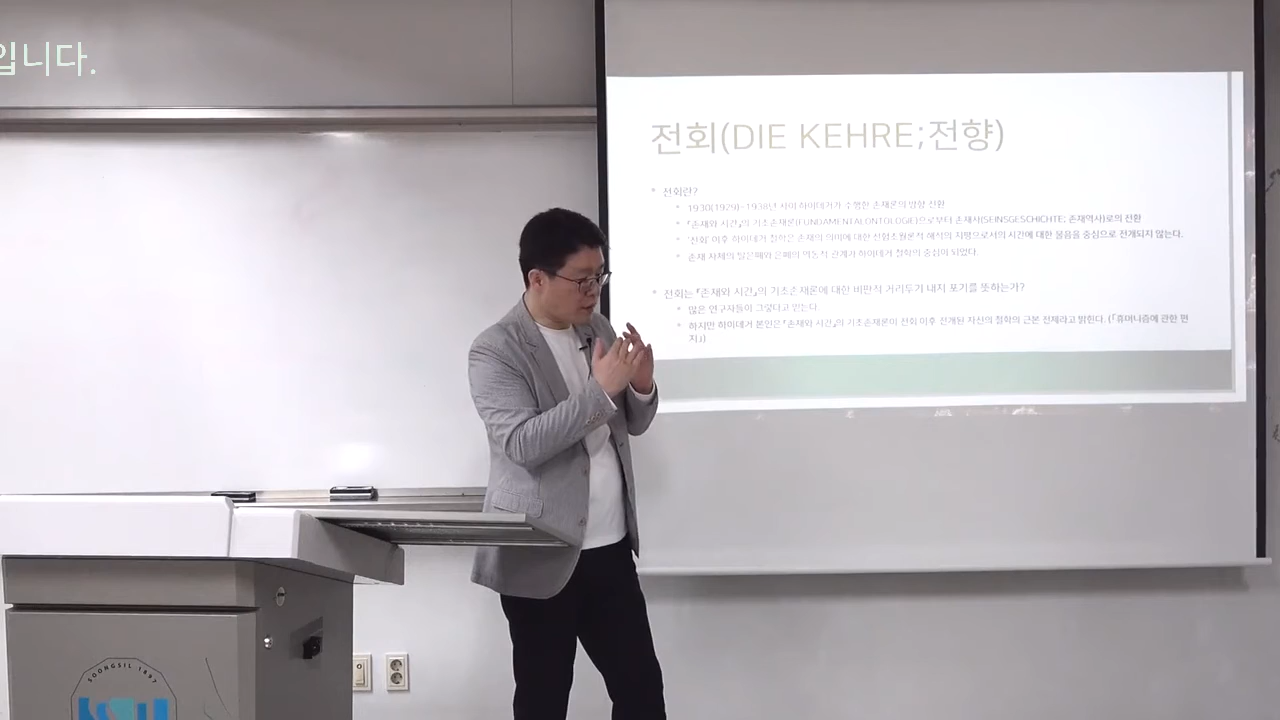 입니다.
전회(DIE KEHRE;전향)
전회란?
1930(1929)-1938년 사이 하이데거가 수행한 존재론의 방향 전환
『존재와 시간』의 기초존재론(FUNDAMENTALONTOLOGIE)으로부터 존재사(SEINSGESCHICHTE; 존재역사)로의 전환
'전회' 이후 하이데거 철학은 존재의 의미에 대한 선험초월론적 해석의 지평으로서의 시간에 대한 물음을 중심으로 전개되지 않는다.
존재 자체의 탈은폐와 은폐의 역동적 관계가 하이데거 철학의 중심이 되었다.
전회는 『존재와 시간』의 기초존재론에 대한 비판적 거리두기 내지 포기를 뜻하는가?
많은 연구자들이 그렇다고 믿는다.
하지만 하이데거 본인은 『존재와 시간』의 기초존재론이 전회 이후 전개된 자신의 철학의 근본 전제라고 밝힌다. (『휴머니즘에 관한 편
지』)
SOONGSIL 1897